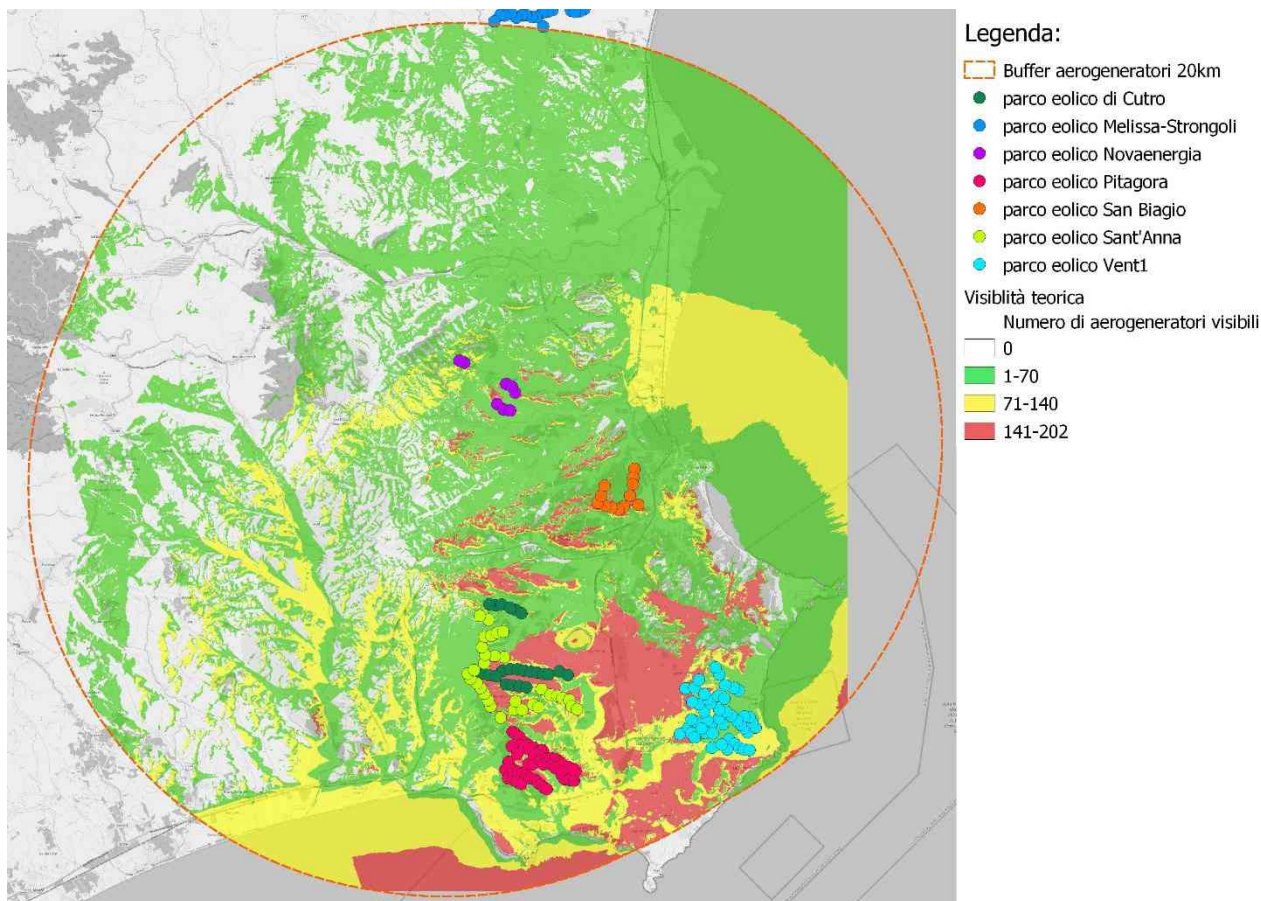 Legenda:
Buffer aerogeneratori 20km
parco eolico di Cutro
parco eolico Melissa-Strongoli
parco eolico Novaenergia
parco eolico Pitagora
parco eolico San Biagio
parco eolico Sant'Anna
parco eolico Vent1
Visiblità teorica
Numero di aerogeneratori visibili
0
1-70
71-140
141-202